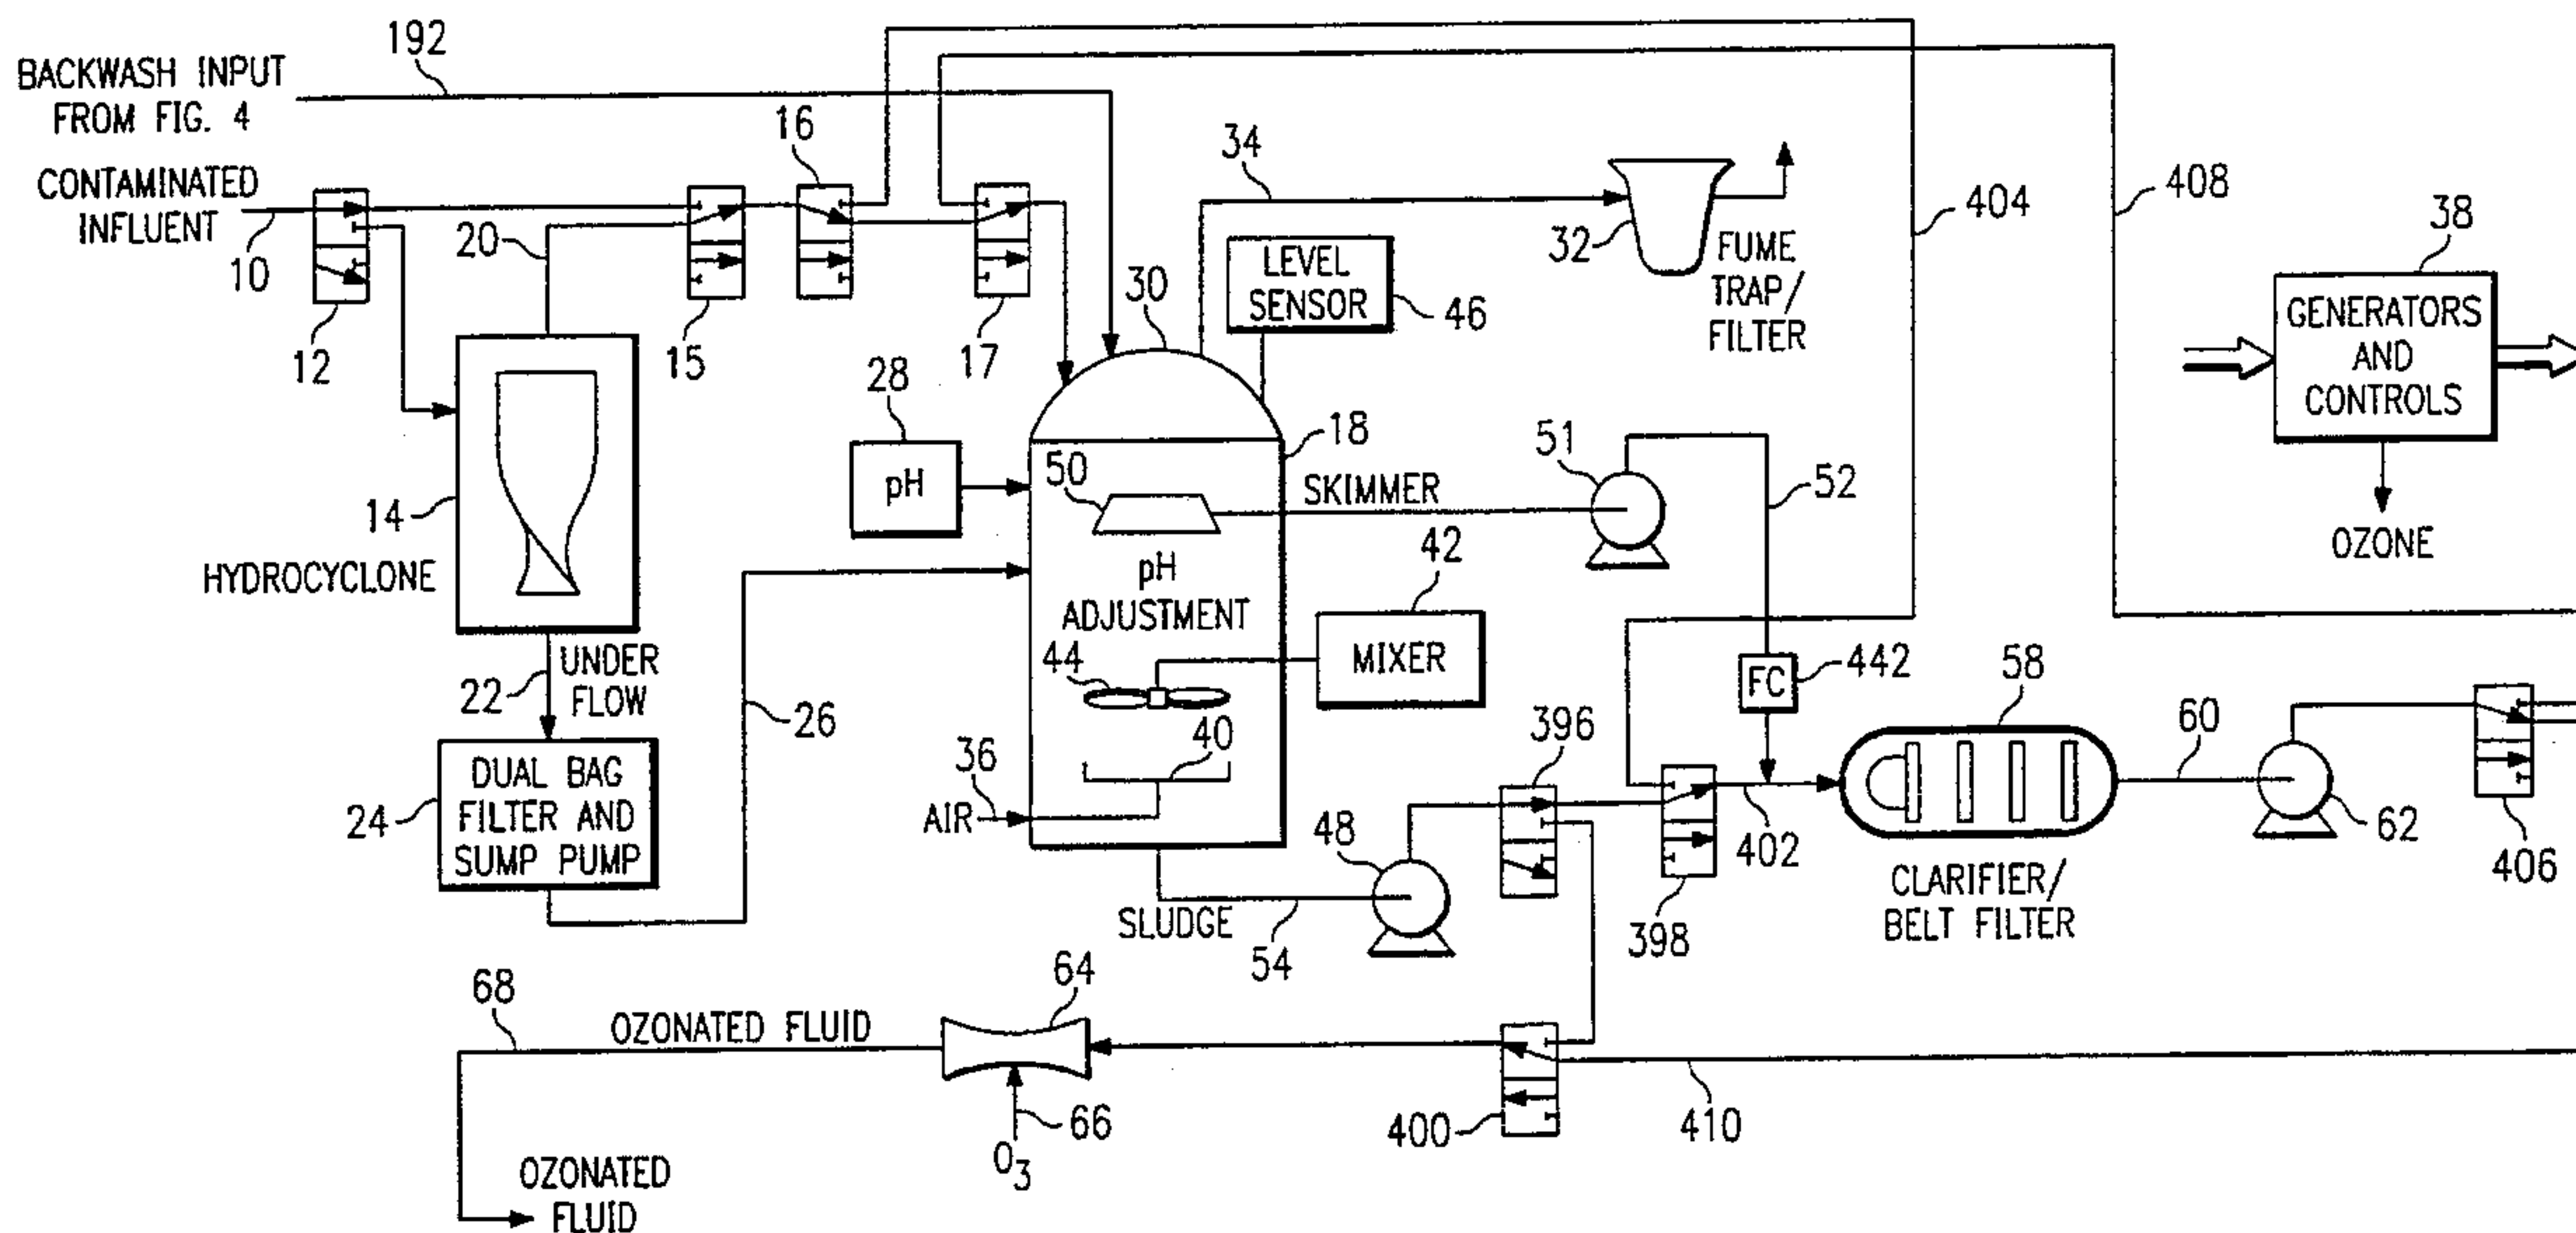 192
BACKWASH INPUT
FROM FIG. 4
CONTAMINATED
INFLUENT
10
12
20
15
16
17
14
HYDROCYCLONE
22
UNDER
FLOW
24
DUAL BAG
FILTER AND
SUMP PUMP
26
28
pH
30
34
32
FUME
TRAP/
FILTER
LEVEL
SENSOR
46
18
50
SKIMMER
51
52
pH
ADJUSTMENT
42
MIXER
44
40
36
AIR
SLUDGE
54
48
396
398
402
FC
442
404
408
38
GENERATORS
AND
CONTROLS
OZONE
58
CLARIFIER/
BELT FILTER
60
62
406
68
OZONATED FLUID
64
66
O3
400
410
OZONATED
FLUID